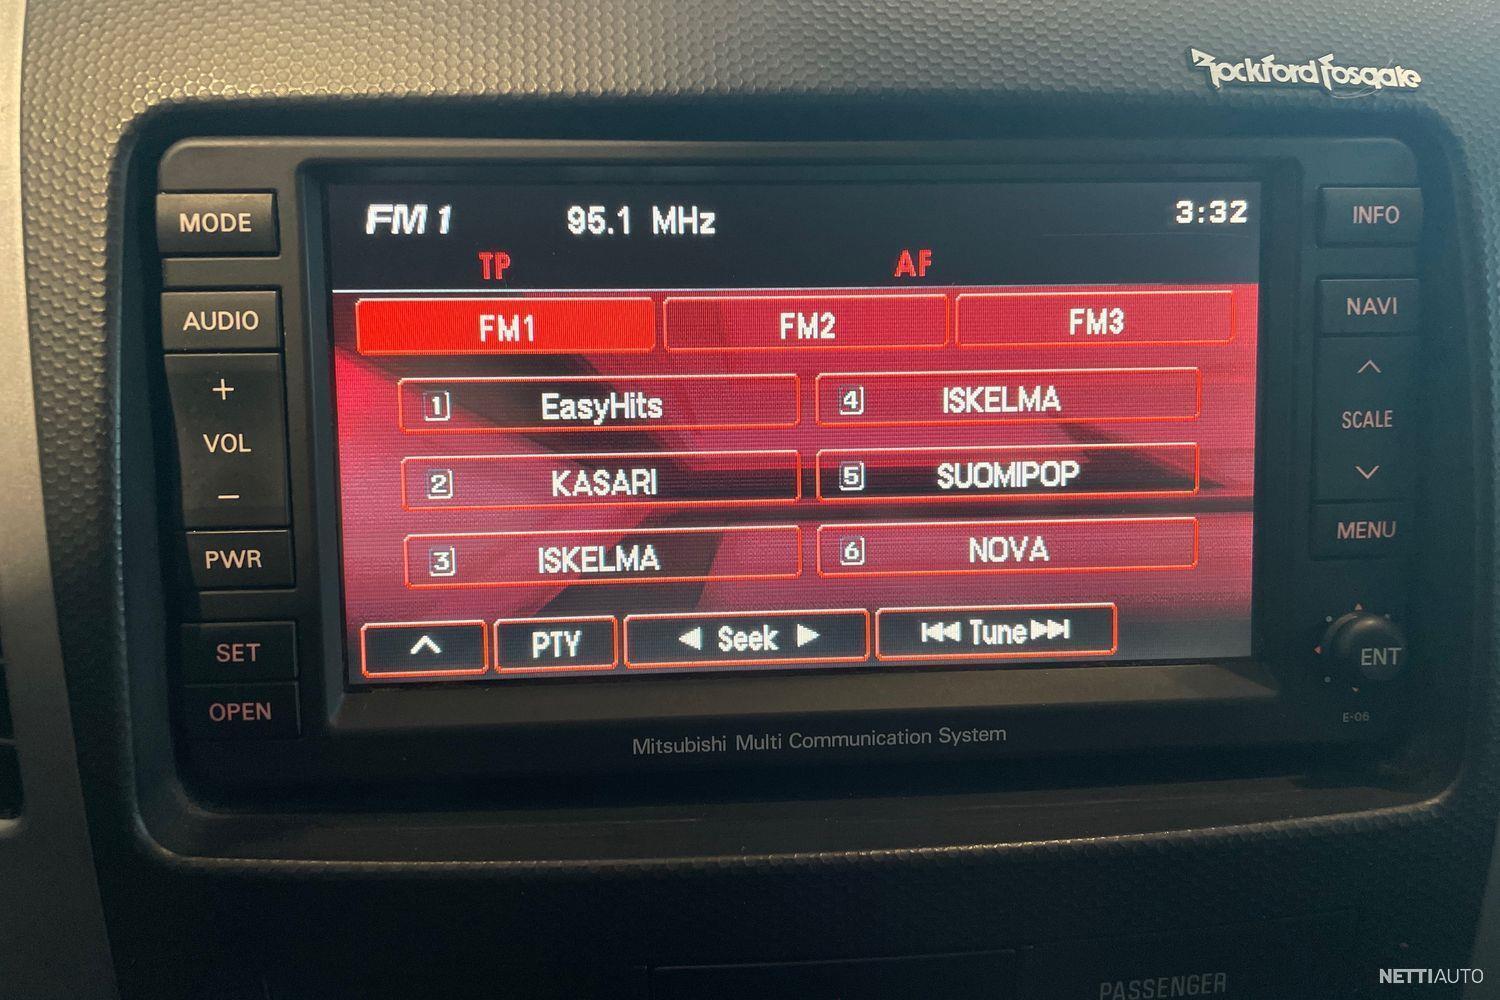 Rockford Fosgate
FM 1 95.1 MHz 3:32
TP AF
FM1 FM2 FM3
1 EasyHits 4 ISKELMA
2 KASARI 5 SUOMIPOP
3 ISKELMA 6 NOVA
PTY Seek Tune
MODE
AUDIO
+
VOL
−
PWR
SET
OPEN
INFO
NAVI
SCALE
MENU
ENT
E-06
Mitsubishi Multi Communication System
PASSENGER
NETTIAUTO